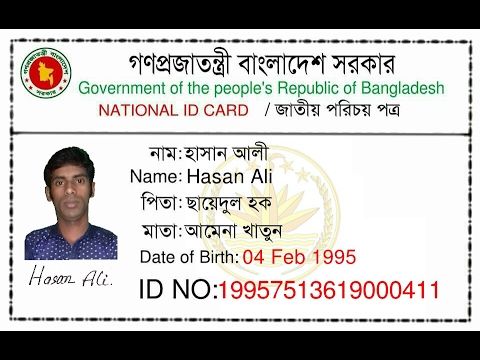 গণপ্রজাতন্ত্রী বাংলাদেশ সরকার
Government of the people's Republic of Bangladesh
NATIONAL ID CARD / জাতীয় পরিচয় পত্র
নাম:হাসান আলী
Name: Hasan Ali
পিতা: ছায়েদুল হক
মাতা: আমেনা খাতুন
Date of Birth: 04 Feb 1995
Hasan Ali.
ID NO:19957513619000411